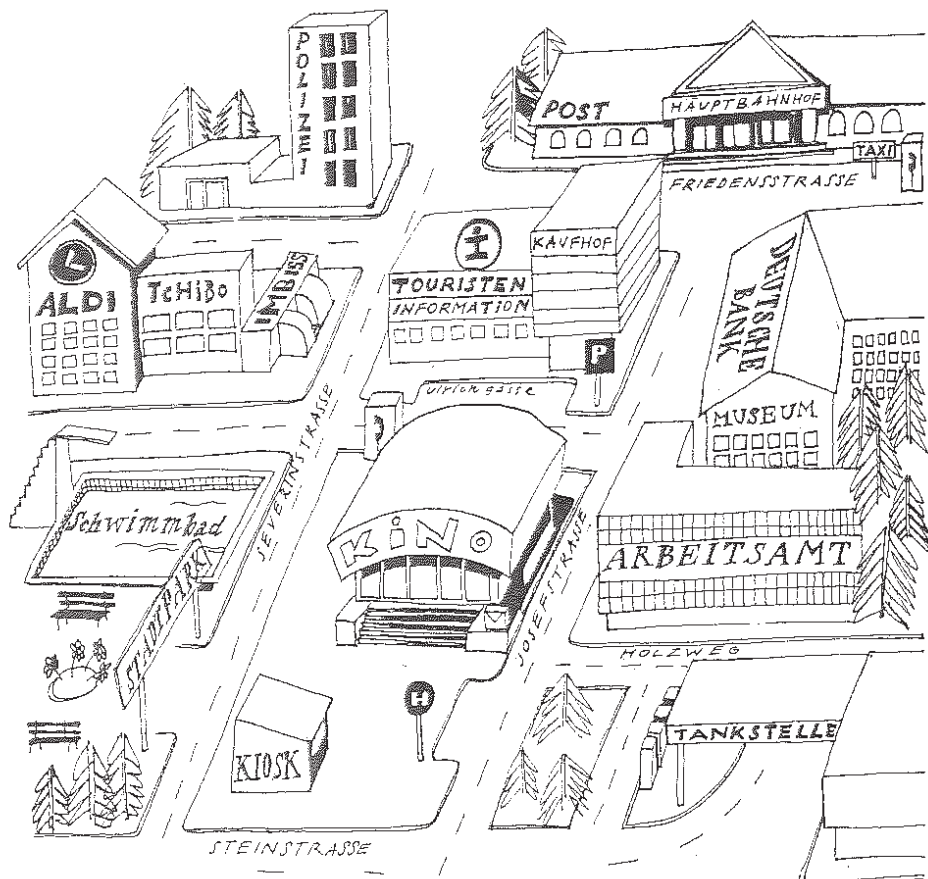 POLIZEI
POST
HAUPTBAHNHOF
TAXI
FRIEDENSSTRASSE
i
KAUFHOF
ALDI
TCHiBO
IMBISS
TOURISTEN
INFORMATION
DEUTSCHE
BANK
P
ulrichgasse
MUSEUM
SEVERINSTRASSE
Schwimmbad
KiNO
JOSEFSTRASSE
ARBEITSAMT
STADTPARK
HOLZWEG
H
TANKSTELLE
KIOSK
STEINSTRASSE